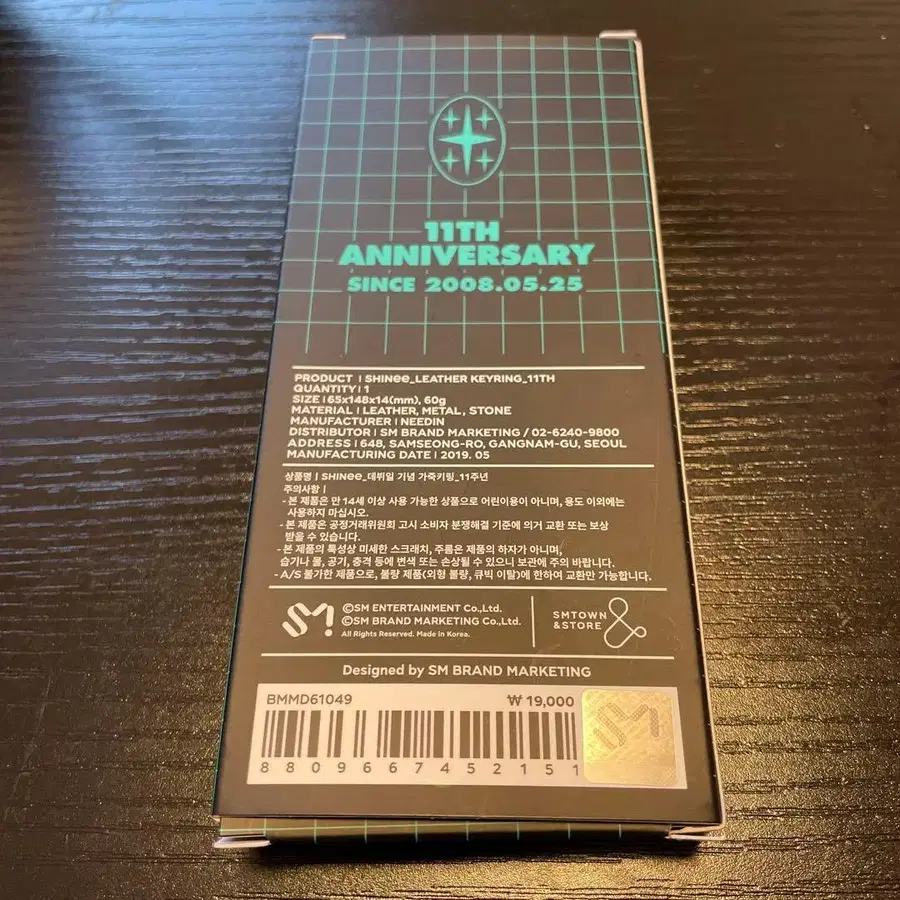 11TH
ANNIVERSARY
SINCE 2008.05.25
PRODUCT | SHINee_LEATHER KEYRING_11TH
QUANTITY | 1
SIZE | 65x148x14(mm), 60g
MATERIAL | LEATHER, METAL, STONE
MANUFACTURER | NEEDIN
DISTRIBUTOR | SM BRAND MARKETING / 02-6240-9800
ADDRESS | 648, SAMSEONG-RO, GANGNAM-GU, SEOUL
MANUFACTURING DATE | 2019. 05
상품명 | SHINee_데뷔일 기념 가죽키링_11주년
주의사항 |
- 본 제품은 만 14세 이상 사용 가능한 상품으로 어린이용이 아니며, 용도 이외에는
사용하지 마십시오.
- 본 제품은 공정거래위원회 고시 소비자 분쟁해결 기준에 의거 교환 또는 보상
받을 수 있습니다.
- 본 제품의 특성상 미세한 스크래치, 주름은 제품의 하자가 아니며,
습기나 물, 공기, 충격 등에 변색 또는 손상될 수 있으니 보관에 주의 바랍니다.
- A/S 불가한 제품으로, 불량 제품(외형 불량, 큐빅 이탈)에 한하여 교환만 가능합니다.
SM!
©SM ENTERTAINMENT Co.,Ltd.
©SM BRAND MARKETING Co.,Ltd.
All Rights Reserved. Made in Korea.
SMTOWN
&STORE
&
Designed by SM BRAND MARKETING
BMMD61049 ₩ 19,000
8809667452151
SM!